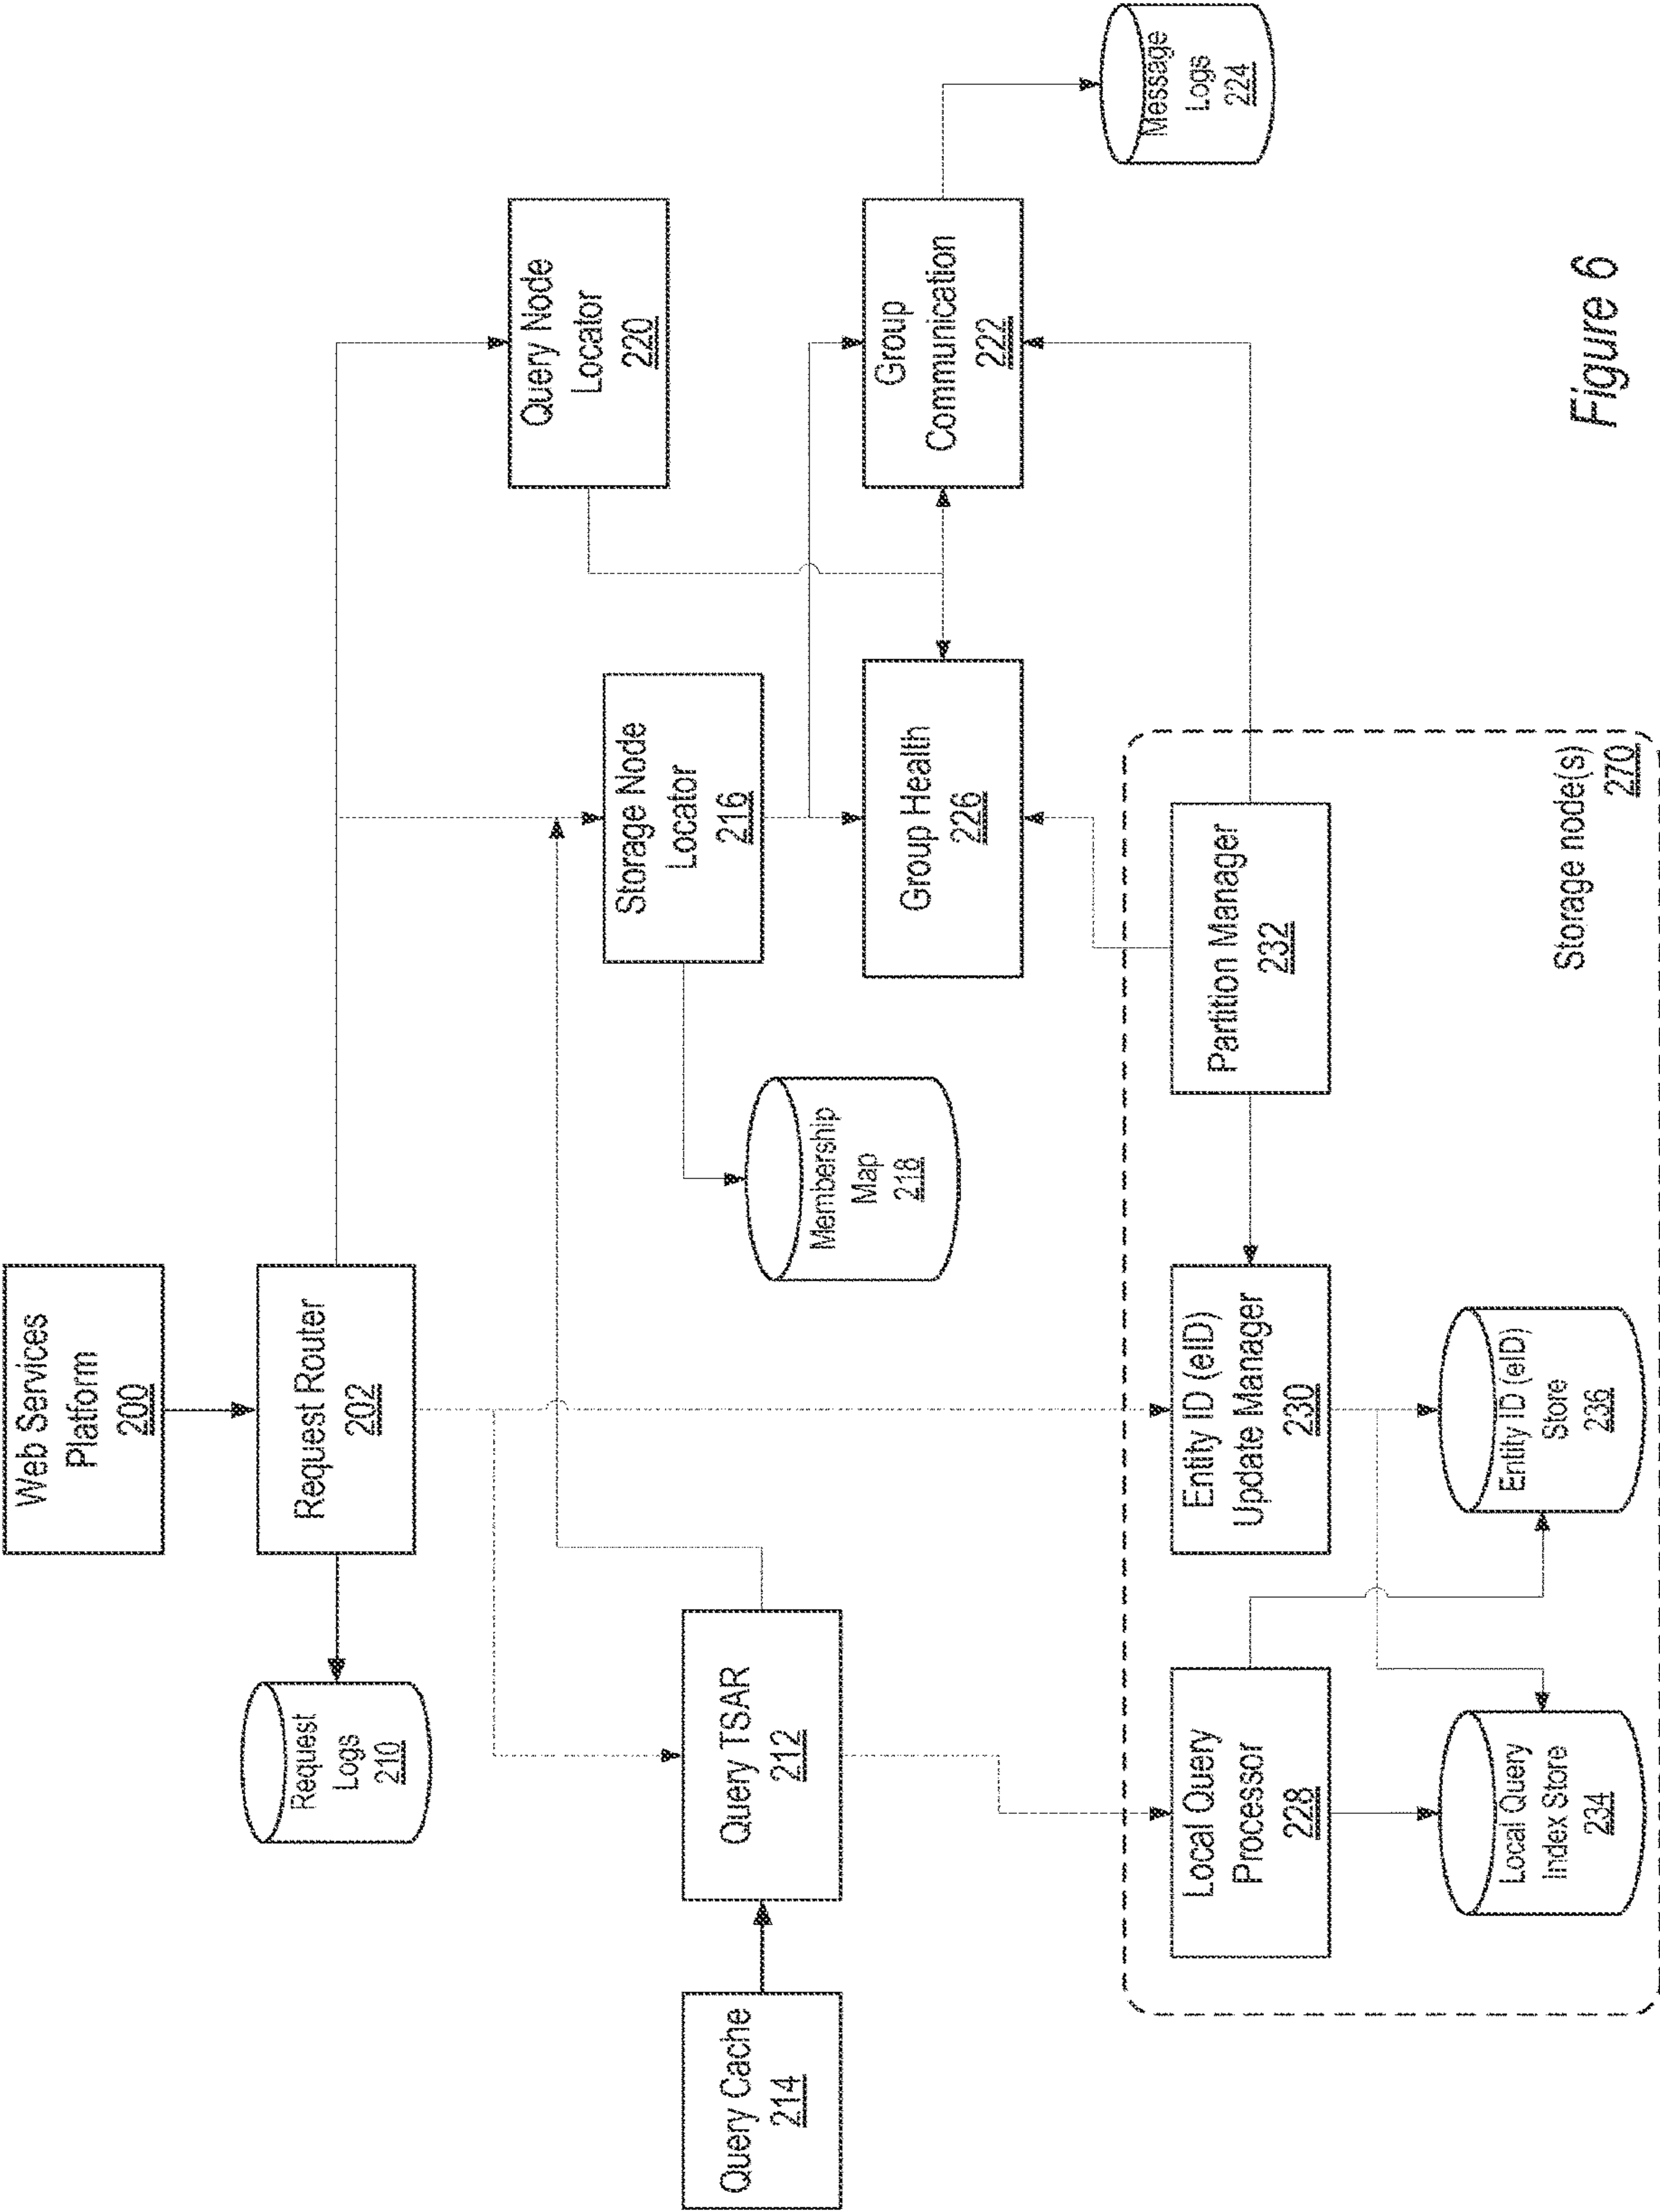 Web Services
Platform
200
Request Router
202
Request
Logs
210
Query Node
Locator
220
Storage Node
Locator
216
Query Cache
214
Query TSAR
212
Membership
Map
218
Group Health
226
Group
Communication
222
Message
Logs
224
Local Query
Processor
228
Entity ID (eID)
Update Manager
230
Partition Manager
232
Local Query
Index Store
234
Entity ID (eID)
Store
236
Storage node(s)
270
Figure 6